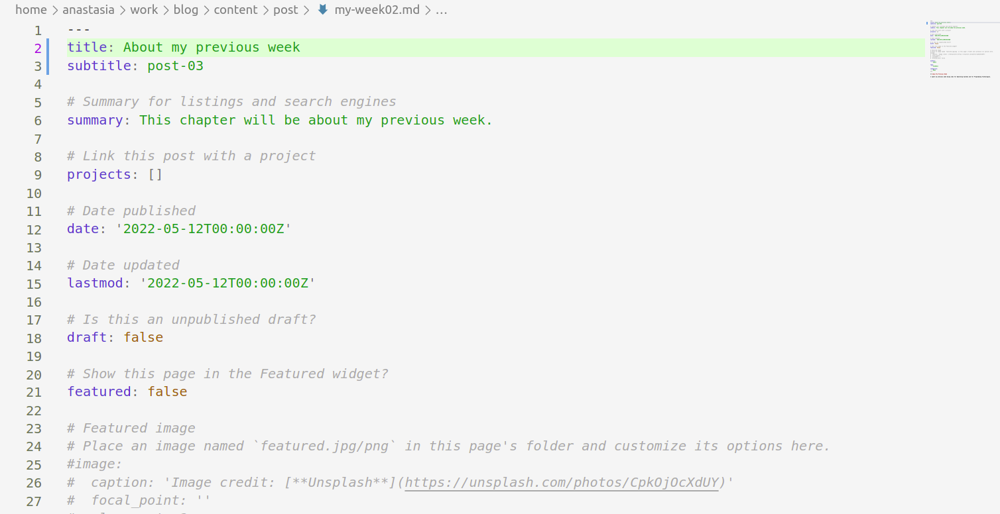 home > anastasia > work > blog > content > post > my-week02.md > ...
1 ---
2 title: About my previous week
3 subtitle: post-03
4
5 # Summary for listings and search engines
6 summary: This chapter will be about my previous week.
7
8 # Link this post with a project
9 projects: []
10
11 # Date published
12 date: '2022-05-12T00:00:00Z'
13
14 # Date updated
15 lastmod: '2022-05-12T00:00:00Z'
16
17 # Is this an unpublished draft?
18 draft: false
19
20 # Show this page in the Featured widget?
21 featured: false
22
23 # Featured image
24 # Place an image named `featured.jpg/png` in this page's folder and customize its options here.
25 #image:
26 #  caption: 'Image credit: [**Unsplash**](https://unsplash.com/photos/CpkOjOcXdUY)'
27 #  focal_point: ''